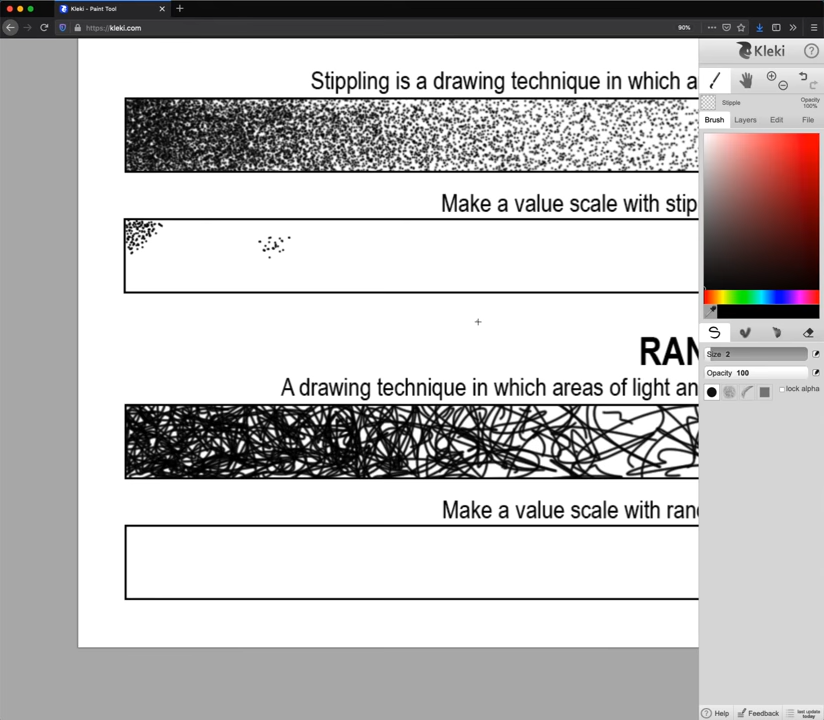 Kleki - Paint Tool
https://kleki.com
90%
Kleki
Stipple
Opacity
100%
Brush Layers Edit File
Stippling is a drawing technique in which a
Make a value scale with stip
RAN
A drawing technique in which areas of light an
Make a value scale with rand
Size 2
Opacity 100
lock alpha
Help Feedback last update
today